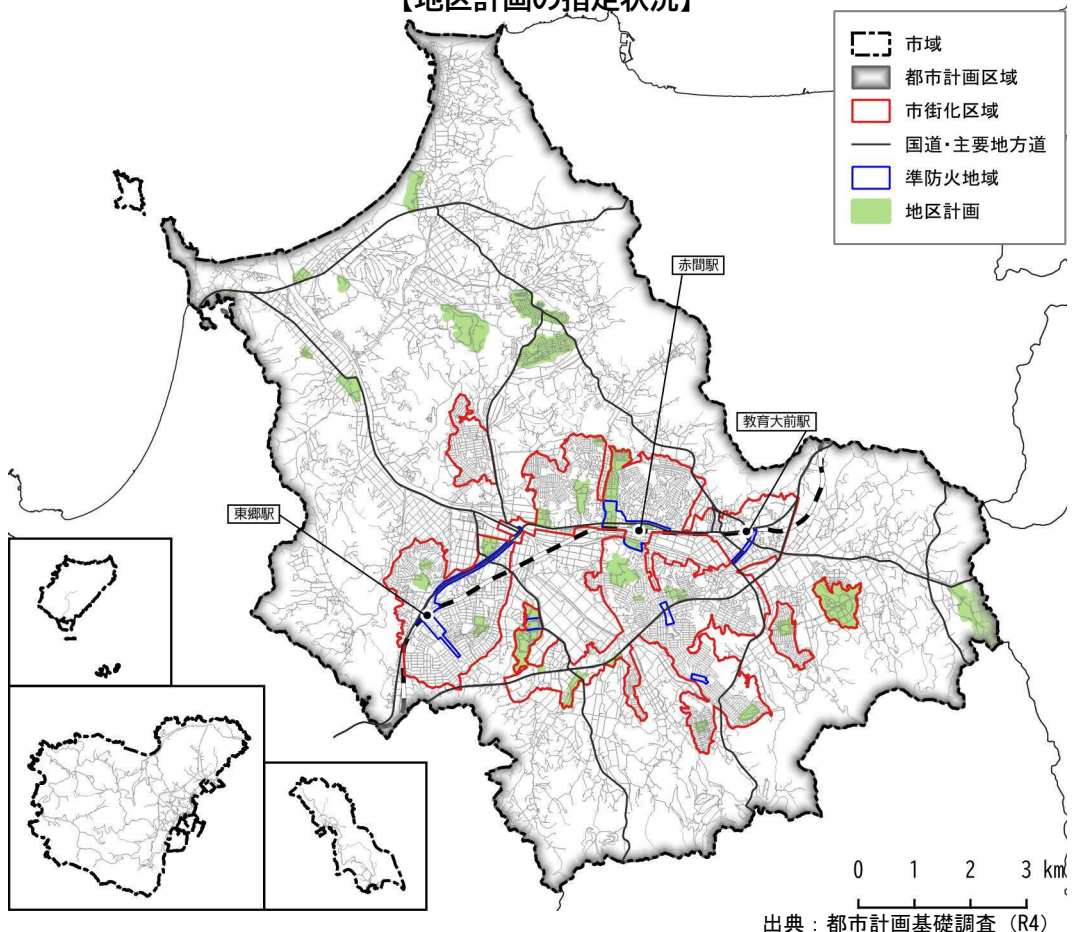 【地区計画の指定状況】
市域
都市計画区域
市街化区域
国道・主要地方道
準防火地域
地区計画
赤間駅
教育大前駅
東郷駅
0 1 2 3 km
出典：都市計画基礎調査（R4）